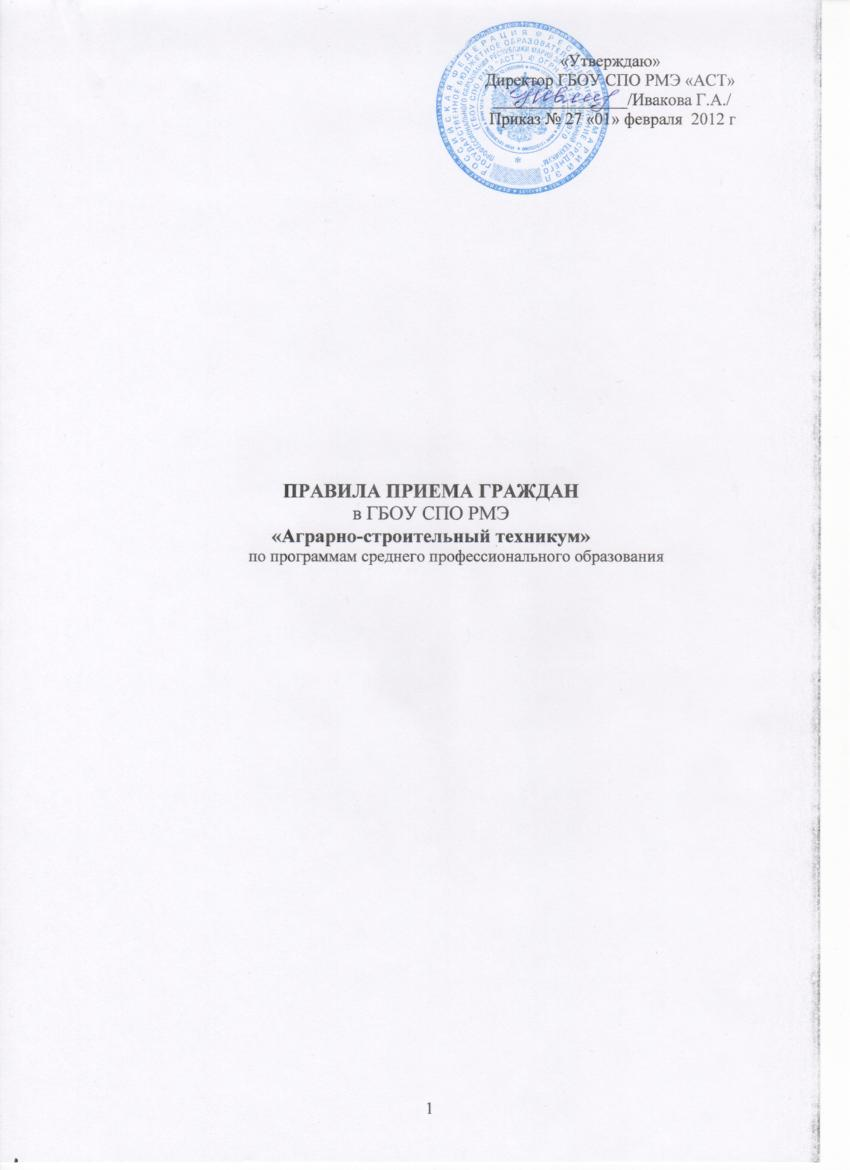 «Утверждаю»
Директор ГБОУ СПО РМЭ «АСТ»
/Ивакова Г.А./
Приказ № 27 «01» февраля 2012 г
ПРАВИЛА ПРИЕМА ГРАЖДАН
в ГБОУ СПО РМЭ
«Аграрно-строительный техникум»
по программам среднего профессионального образования
1